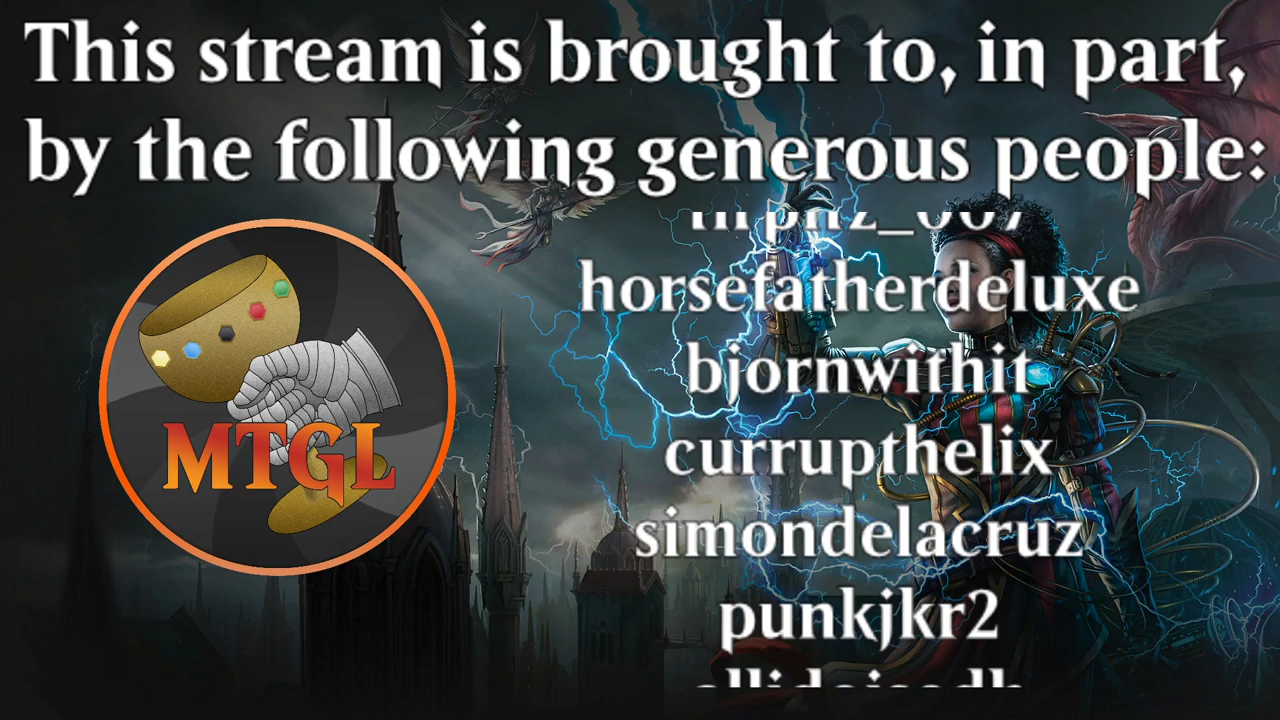 This stream is brought to, in part,
by the following generous people:
horsefatherdeluxe
bjornwithit
currupthelix
simondelacruz
punkjkr2
MTGL